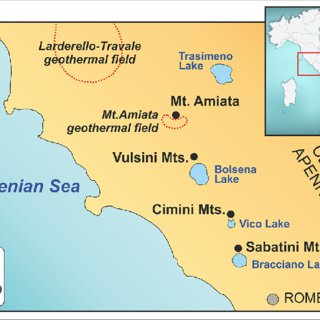 Larderello-Travale
geothermal field
Trasimeno
Lake
Mt. Amiata
Mt.Amiata
geothermal field
Vulsini Mts.
Bolsena
Lake
enian Sea
Cimini Mts.
Vico Lake
Sabatini Mt
Bracciano La
ROME
APENI